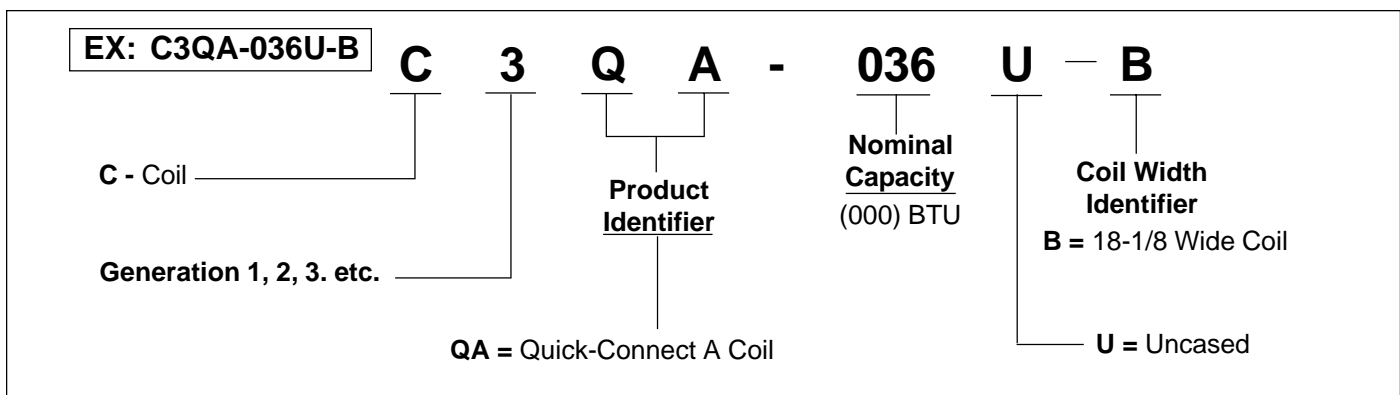 EX: C3QA-036U-B
C 3 Q A - 036 U — B
C - Coil
Generation 1, 2, 3. etc.
Product
Identifier
QA = Quick-Connect A Coil
Nominal
Capacity
(000) BTU
Coil Width
Identifier
B = 18-1/8 Wide Coil
U = Uncased